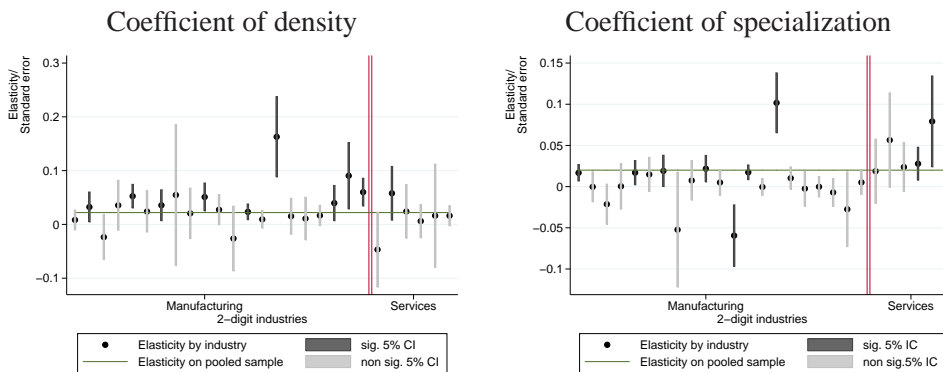 Coefficient of density
Elasticity/
Standard error
0.3
0.2
0.1
0
−0.1
Manufacturing
Services
2−digit industries
Elasticity by industry
sig. 5% CI
Elasticity on pooled sample
non sig. 5% CI
Coefficient of specialization
Elasticity/
Standard error
0.15
0.1
0.05
0
−0.05
−0.1
Manufacturing
Services
2−digit industries
Elasticity by industry
sig. 5% IC
Elasticity on pooled sample
non sig.5% IC